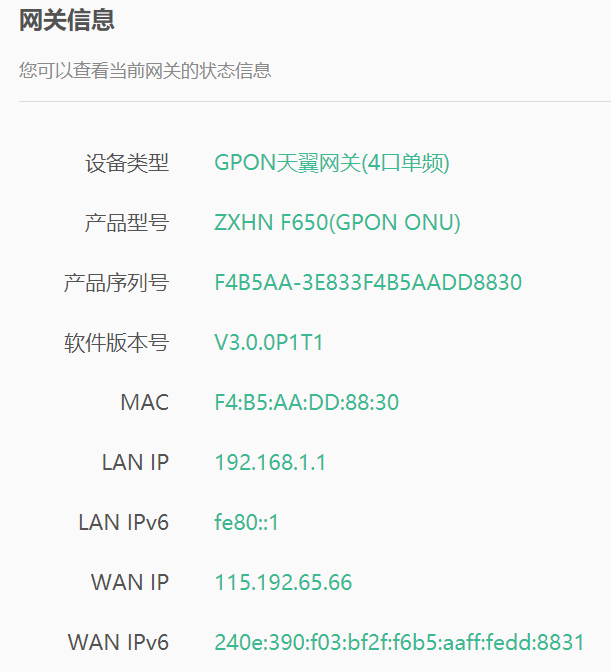 网关信息
您可以查看当前网关的状态信息
设备类型 GPON天翼网关(4口单频)
产品型号 ZXHN F650(GPON ONU)
产品序列号 F4B5AA-3E833F4B5AADD8830
软件版本号 V3.0.0P1T1
MAC F4:B5:AA:DD:88:30
LAN IP 192.168.1.1
LAN IPv6 fe80::1
WAN IP 115.192.65.66
WAN IPv6 240e:390:f03:bf2f:f6b5:aaff:fedd:8831